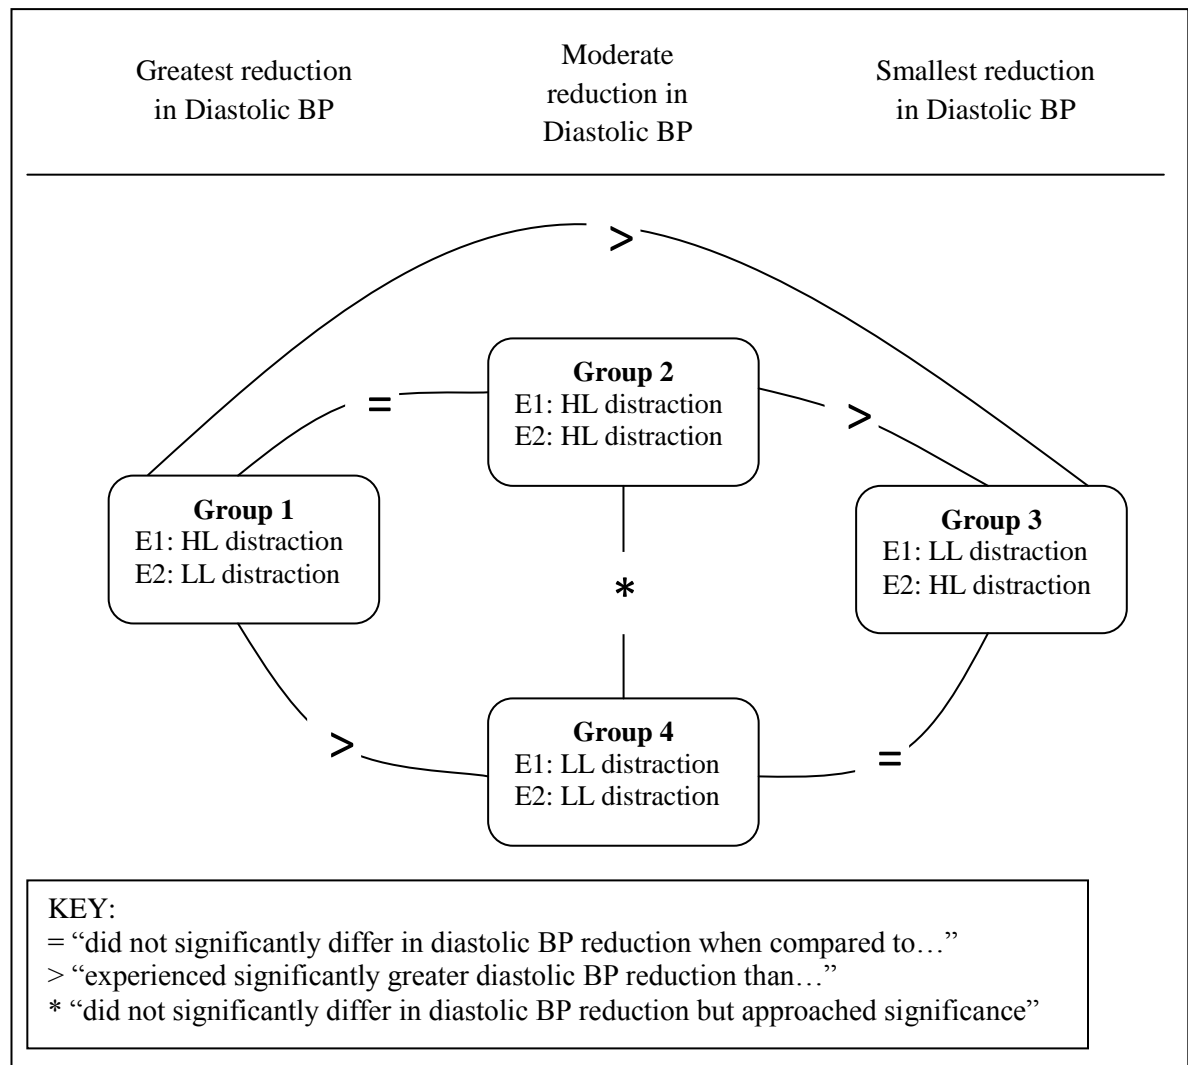 Greatest reduction
in Diastolic BP
Moderate
reduction in
Diastolic BP
Smallest reduction
in Diastolic BP
>
Group 2
E1: HL distraction
E2: HL distraction
=
>
Group 1
E1: HL distraction
E2: LL distraction
Group 3
E1: LL distraction
E2: HL distraction
*
>
Group 4
E1: LL distraction
E2: LL distraction
=
KEY:
= “did not significantly differ in diastolic BP reduction when compared to…”
> “experienced significantly greater diastolic BP reduction than…”
* “did not significantly differ in diastolic BP reduction but approached significance”